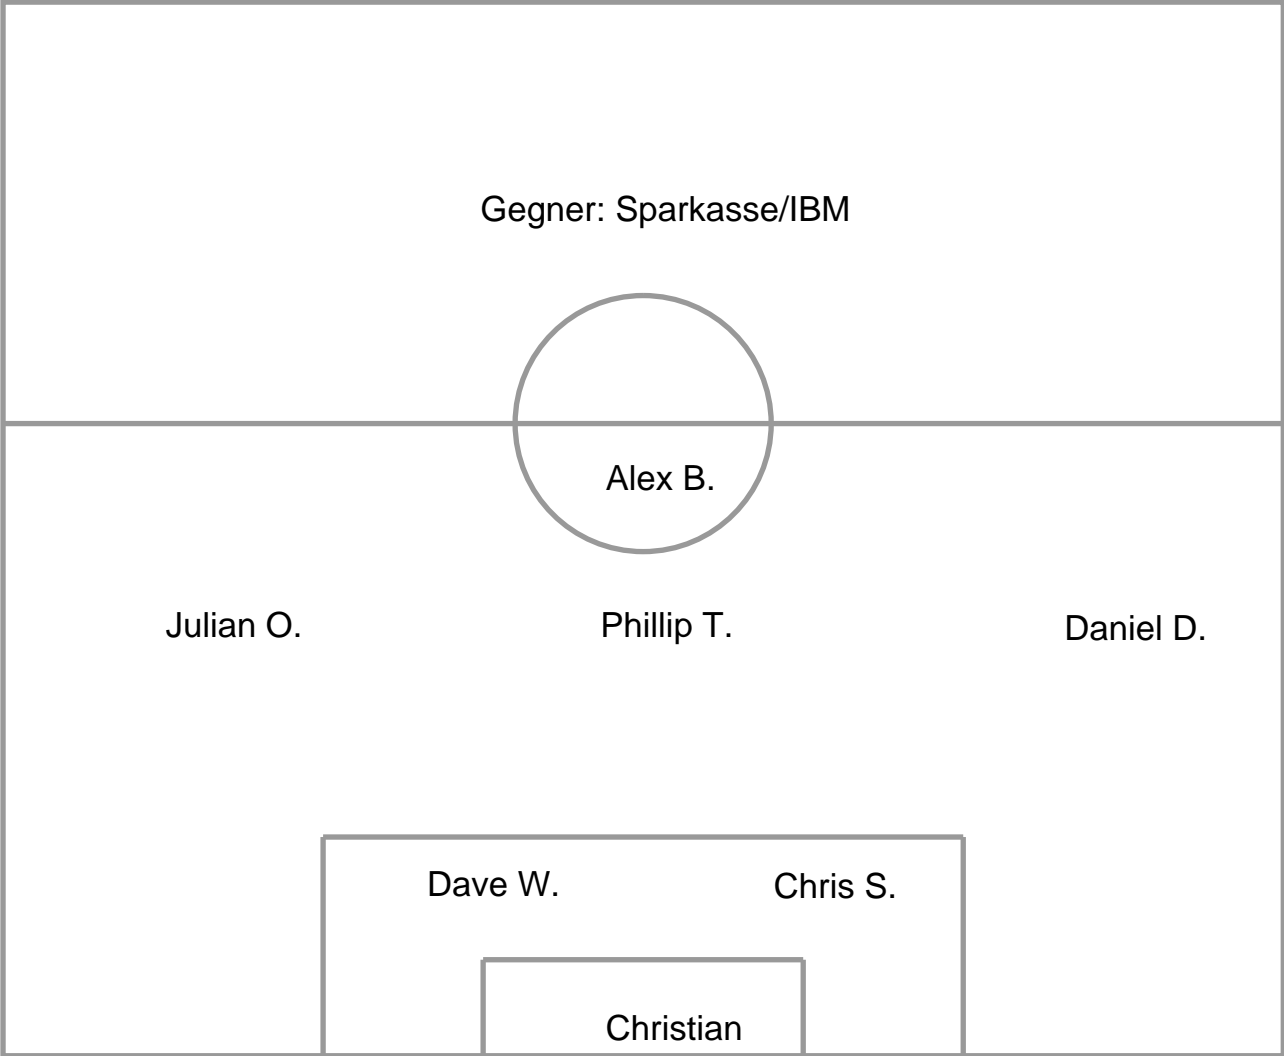 Gegner: Sparkasse/IBM
Alex B.
Julian O.
Phillip T.
Daniel D.
Dave W.
Chris S.
Christian